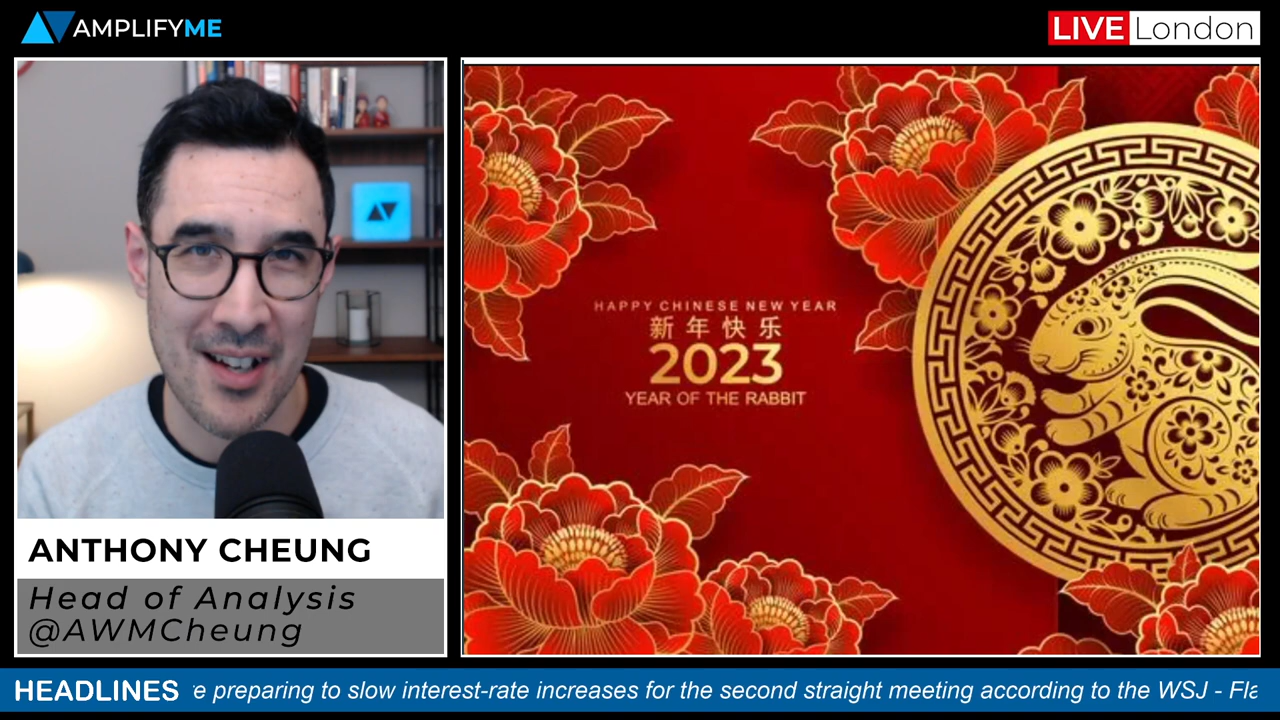 AMPLIFYME
LIVE London
HAPPY CHINESE NEW YEAR
新年快乐
2023
YEAR OF THE RABBIT
ANTHONY CHEUNG
Head of Analysis
@AWMCheung
HEADLINES preparing to slow interest-rate increases for the second straight meeting according to the WSJ -